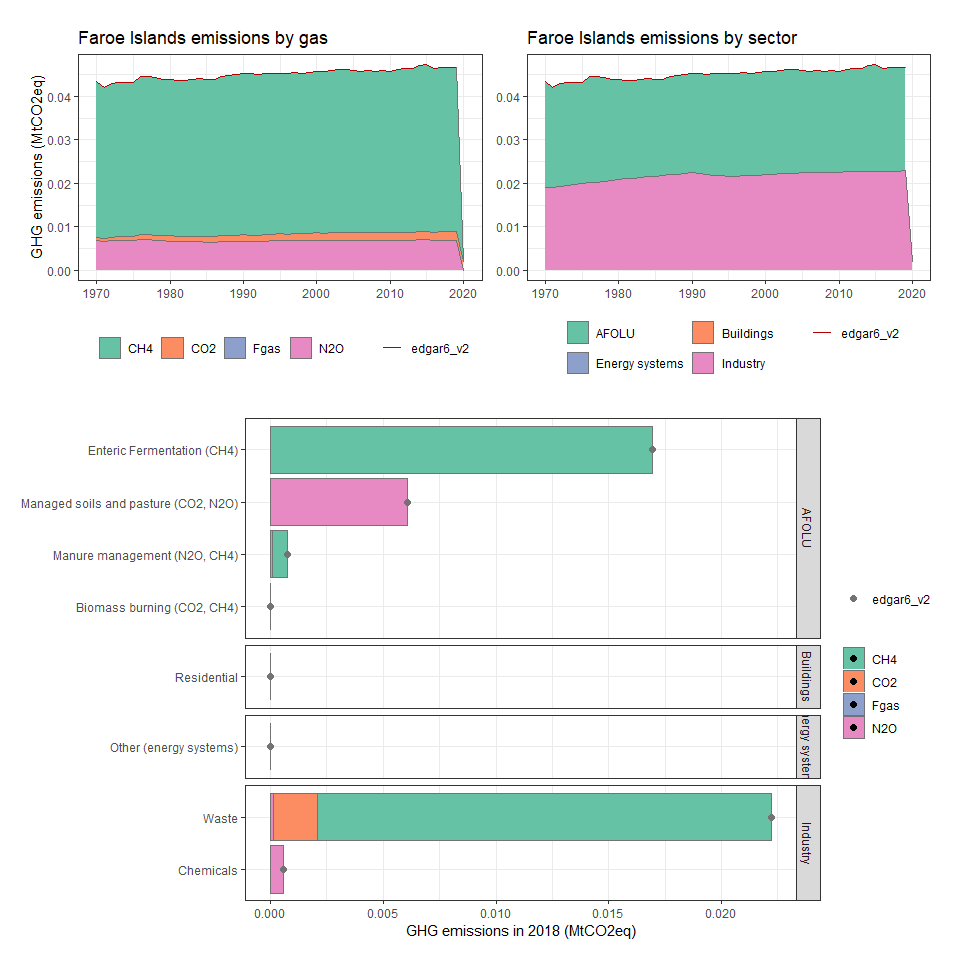 Faroe Islands emissions by gas
GHG emissions (MtCO2eq)
0.04
0.03
0.02
0.01
0.00
1970 1980 1990 2000 2010 2020
CH4 CO2 Fgas N2O edgar6_v2
Faroe Islands emissions by sector
0.04
0.03
0.02
0.01
0.00
1970 1980 1990 2000 2010 2020
AFOLU Buildings edgar6_v2
Energy systems Industry
Enteric Fermentation (CH4)
Managed soils and pasture (CO2, N2O)
Manure management (N2O, CH4)
Biomass burning (CO2, CH4)
AFOLU
Residential
Buildings
Other (energy systems)
ergy system
Waste
Chemicals
Industry
0.000 0.005 0.010 0.015 0.020
GHG emissions in 2018 (MtCO2eq)
edgar6_v2
CH4
CO2
Fgas
N2O